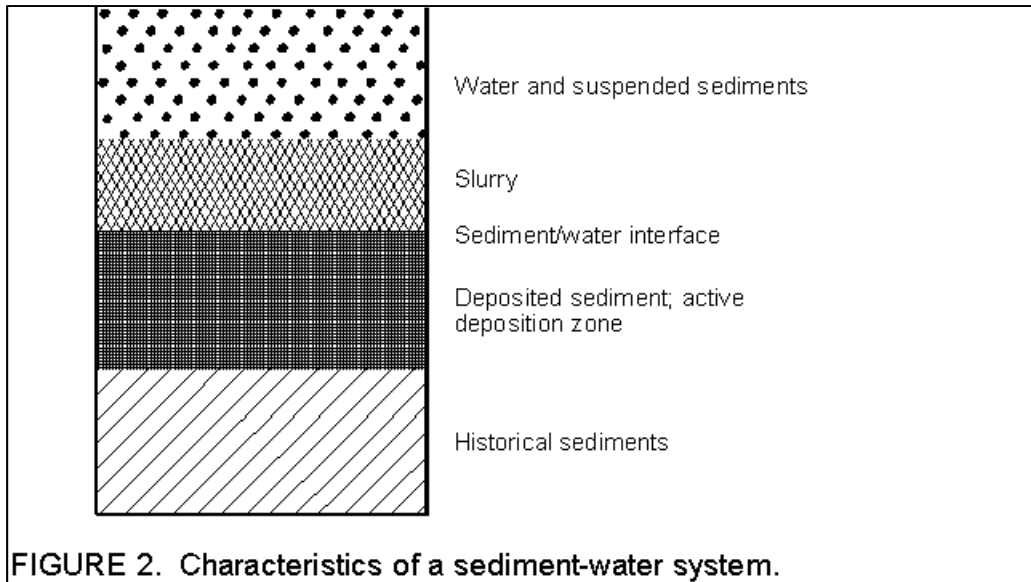 Water and suspended sediments
Slurry
Sediment/water interface
Deposited sediment; active
deposition zone
Historical sediments
FIGURE 2. Characteristics of a sediment-water system.